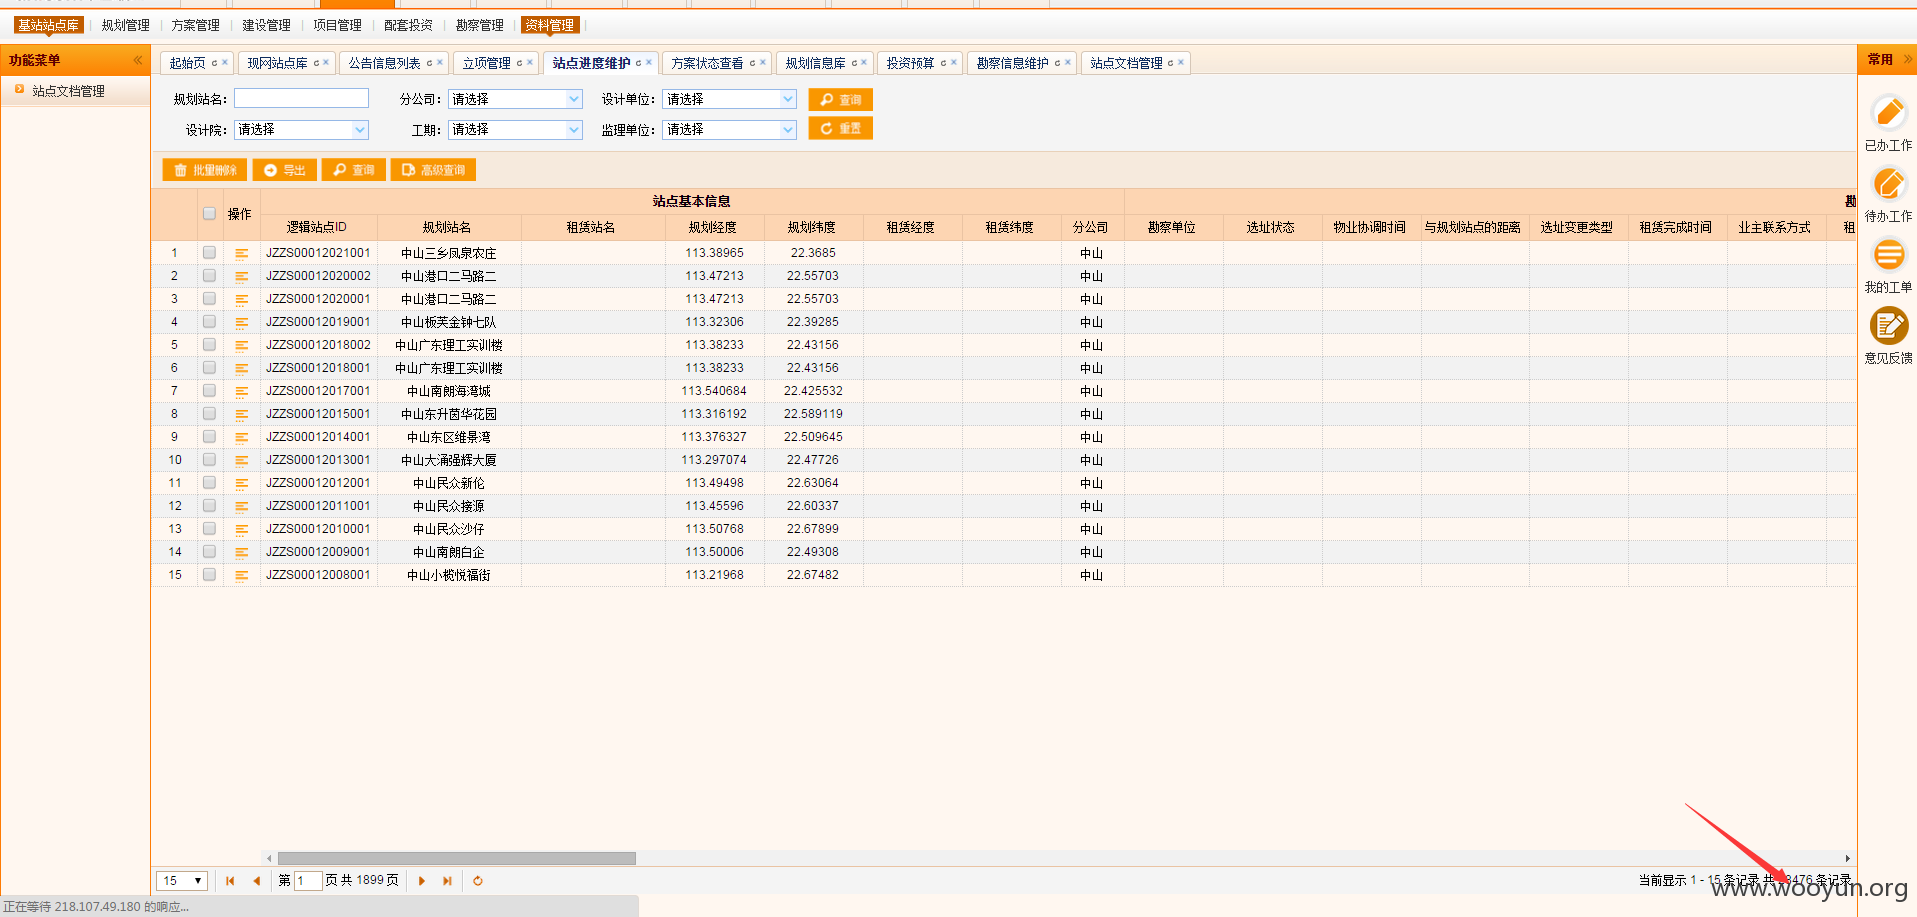 基站站点库 规划管理 方案管理 建设管理 项目管理 配套投资 勘察管理 资料管理
功能菜单 «
站点文档管理
起始页 现网站点库 公告信息列表 立项管理 站点进度维护 方案状态查看 规划信息库 投资预算 勘察信息维护 站点文档管理
常用 »
规划站名: 分公司: 请选择 设计单位: 请选择 查询
设计院: 请选择 工期: 请选择 监理单位: 请选择 重置
批量删除 导出 查询 高级查询
已办工作
待办工作
我的工单
意见反馈
站点基本信息 勘
操作 逻辑站点ID 规划站名 租赁站名 规划经度 规划纬度 租赁经度 租赁纬度 分公司 勘察单位 选址状态 物业协调时间 与规划站点的距离 选址变更类型 租赁完成时间 业主联系方式 租
1 JZZS00012021001 中山三乡凤泉农庄 113.38965 22.3685 中山
2 JZZS00012020002 中山港口二马路二 113.47213 22.55703 中山
3 JZZS00012020001 中山港口二马路二 113.47213 22.55703 中山
4 JZZS00012019001 中山板芙金钟七队 113.32306 22.39285 中山
5 JZZS00012018002 中山广东理工实训楼 113.38233 22.43156 中山
6 JZZS00012018001 中山广东理工实训楼 113.38233 22.43156 中山
7 JZZS00012017001 中山南朗海湾城 113.540684 22.425532 中山
8 JZZS00012015001 中山东升茵华花园 113.316192 22.589119 中山
9 JZZS00012014001 中山东区维景湾 113.376327 22.509645 中山
10 JZZS00012013001 中山大涌强辉大厦 113.297074 22.47726 中山
11 JZZS00012012001 中山民众新伦 113.49498 22.63064 中山
12 JZZS00012011001 中山民众接源 113.45596 22.60337 中山
13 JZZS00012010001 中山民众沙仔 113.50768 22.67899 中山
14 JZZS00012009001 中山南朗白企 113.50006 22.49308 中山
15 JZZS00012008001 中山小榄悦福街 113.21968 22.67482 中山
15 第 1 页 共 1899 页 当前显示 1 - 15 条记录 共 476 条记录
www.wooyun.org
正在等待 218.107.49.180 的响应...